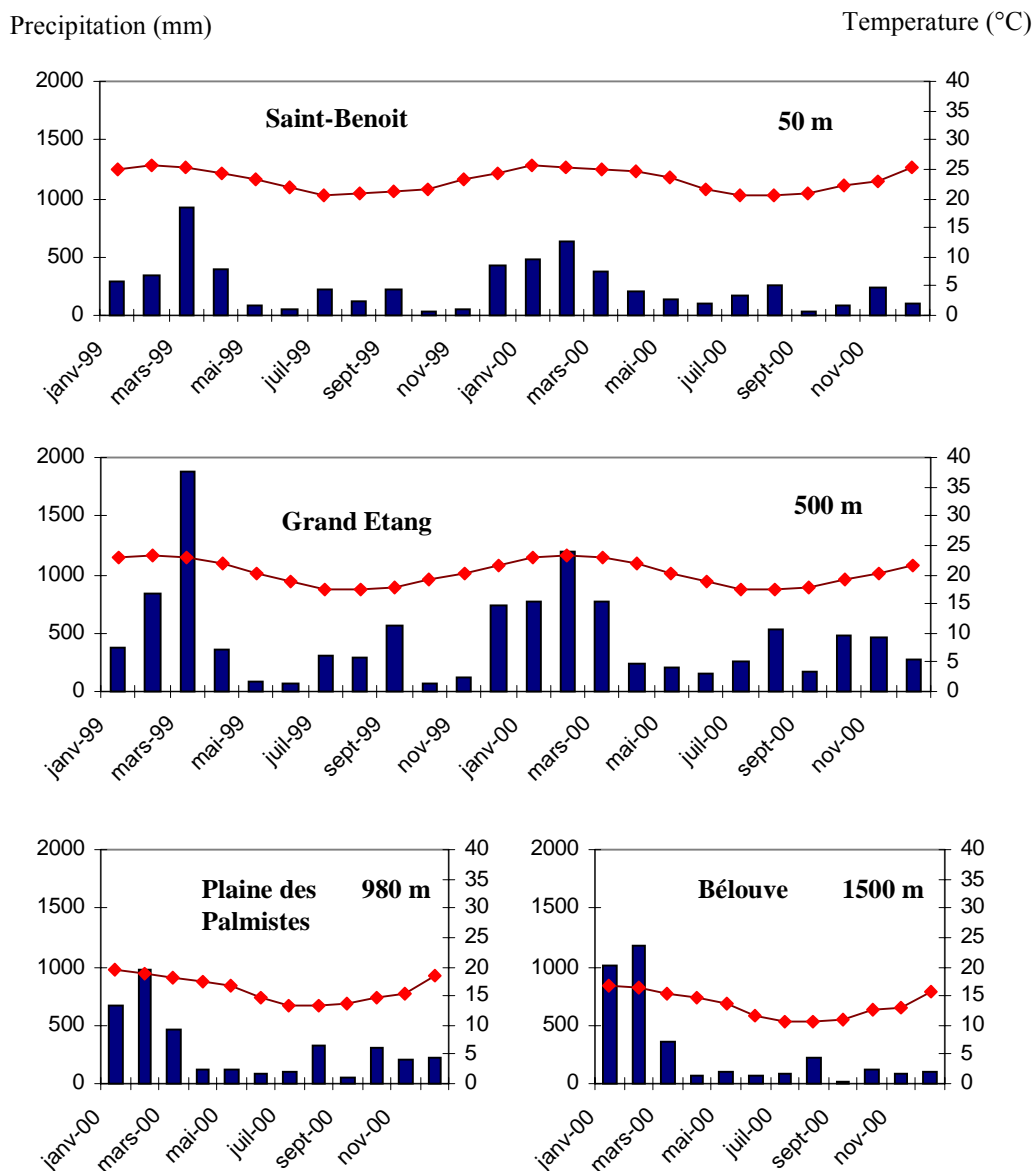 Precipitation (mm)
Temperature (°C)
Saint-Benoit
50 m
2000
1500
1000
500
0
40
35
30
25
20
15
10
5
0
janv-99
mars-99
mai-99
juil-99
sept-99
nov-99
janv-00
mars-00
mai-00
juil-00
sept-00
nov-00
Grand Etang
500 m
2000
1500
1000
500
0
40
35
30
25
20
15
10
5
0
janv-99
mars-99
mai-99
juil-99
sept-99
nov-99
janv-00
mars-00
mai-00
juil-00
sept-00
nov-00
Plaine des
Palmistes
980 m
2000
1500
1000
500
0
40
35
30
25
20
15
10
5
0
janv-00
mars-00
mai-00
juil-00
sept-00
nov-00
Bélouve
1500 m
2000
1500
1000
500
0
40
35
30
25
20
15
10
5
0
janv-00
mars-00
mai-00
juil-00
sept-00
nov-00